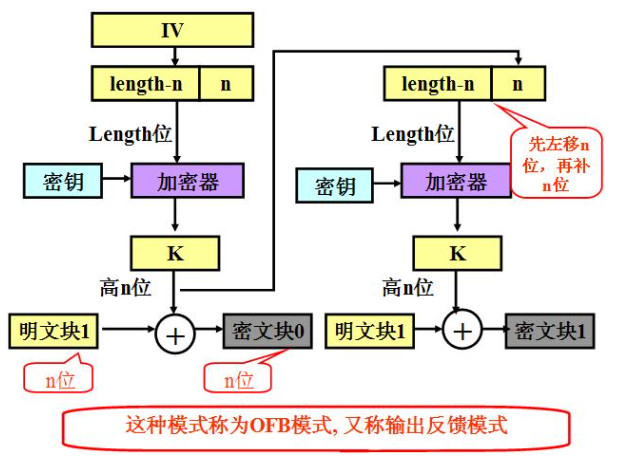 IV
length-n n
length-n n
Length位
Length位
先左移n
位，再补
n位
密钥
加密器
密钥
加密器
K
K
高n位
高n位
明文块1
+
密文块0
明文块1
+
密文块1
n位
n位
这种模式称为OFB模式, 又称输出反馈模式